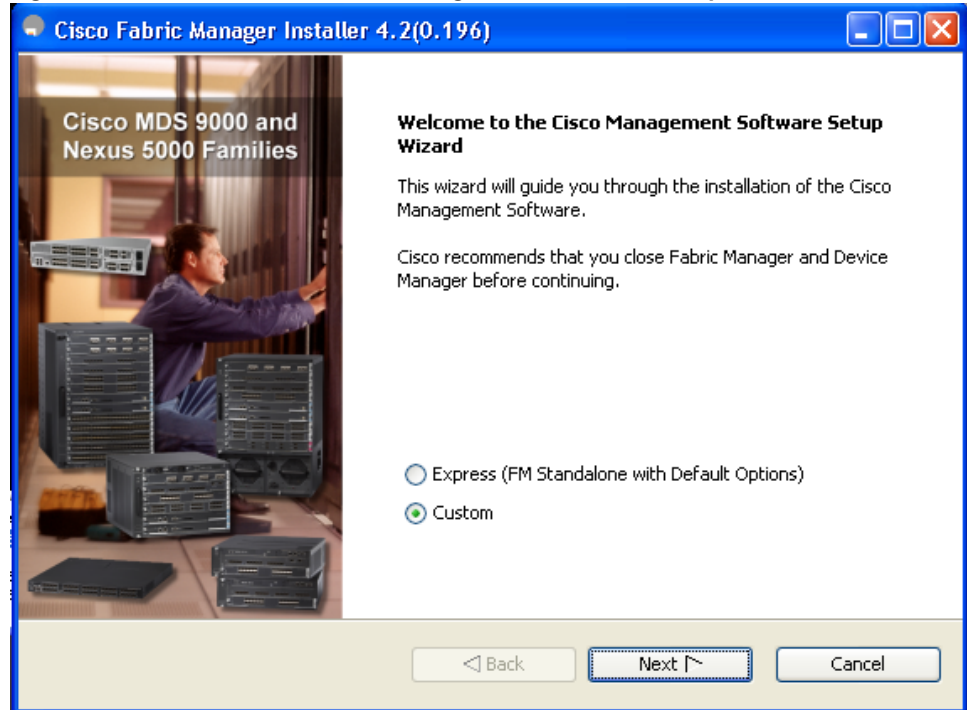 Cisco Fabric Manager Installer 4.2(0.196)
Cisco MDS 9000 and
Nexus 5000 Families
Welcome to the Cisco Management Software Setup
Wizard
This wizard will guide you through the installation of the Cisco
Management Software.
Cisco recommends that you close Fabric Manager and Device
Manager before continuing.
Express (FM Standalone with Default Options)
Custom
Back
Next
Cancel